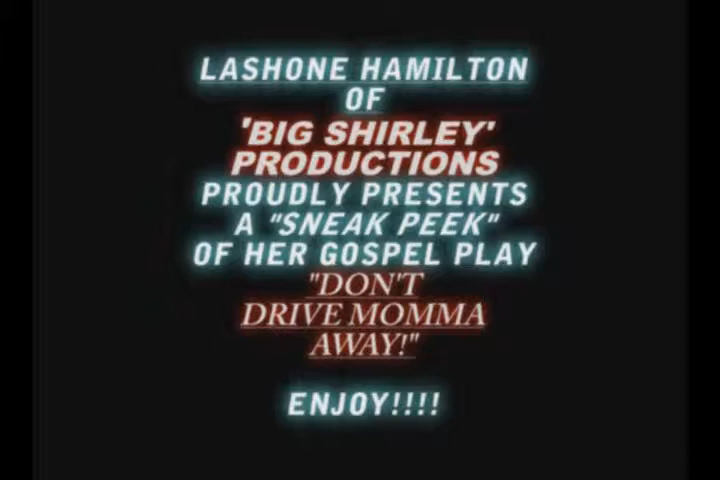 LASHONE HAMILTON
OF
'BIG SHIRLEY'
PRODUCTIONS
PROUDLY PRESENTS
A "SNEAK PEEK"
OF HER GOSPEL PLAY
"DON'T
DRIVE MOMMA
AWAY!"
ENJOY!!!!